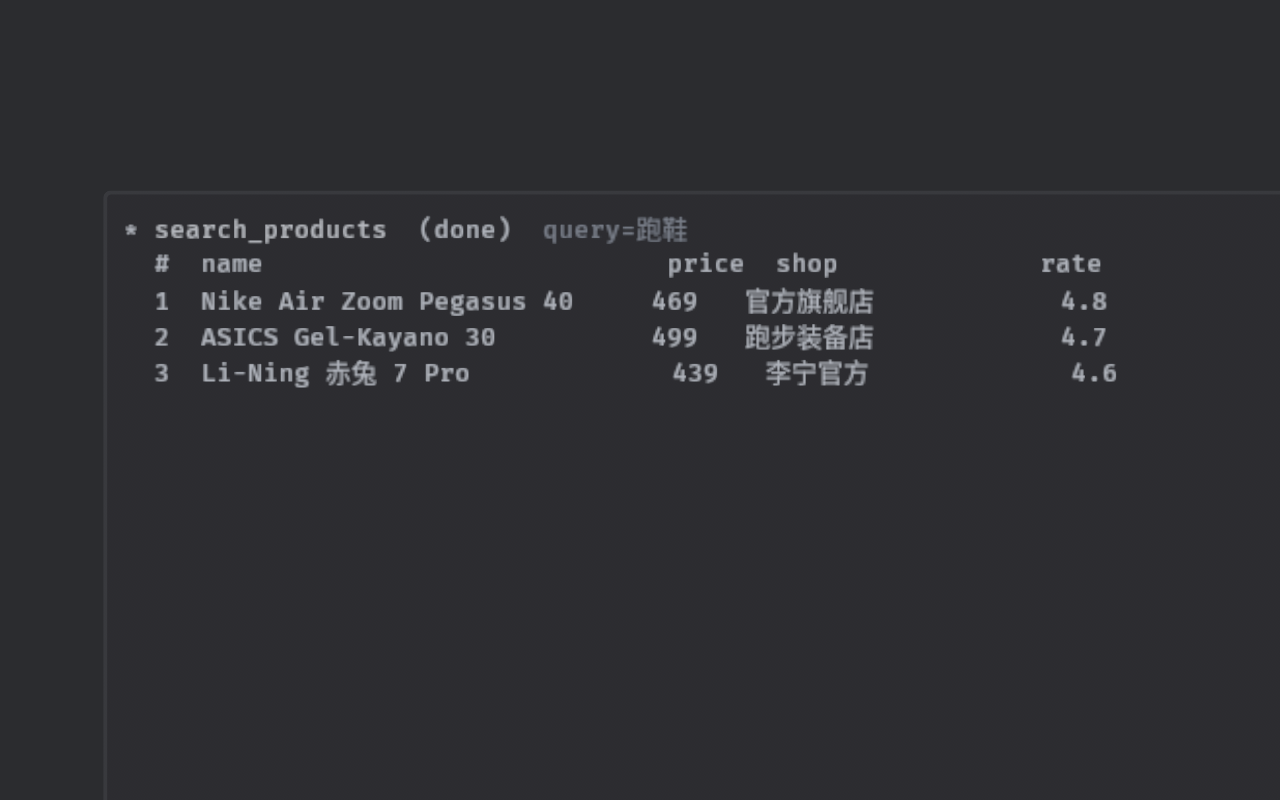 * search_products  (done)  query=跑鞋
#  name  price  shop  rate
1  Nike Air Zoom Pegasus 40  469  官方旗舰店  4.8
2  ASICS Gel-Kayano 30  499  跑步装备店  4.7
3  Li-Ning 赤兔 7 Pro  439  李宁官方  4.6